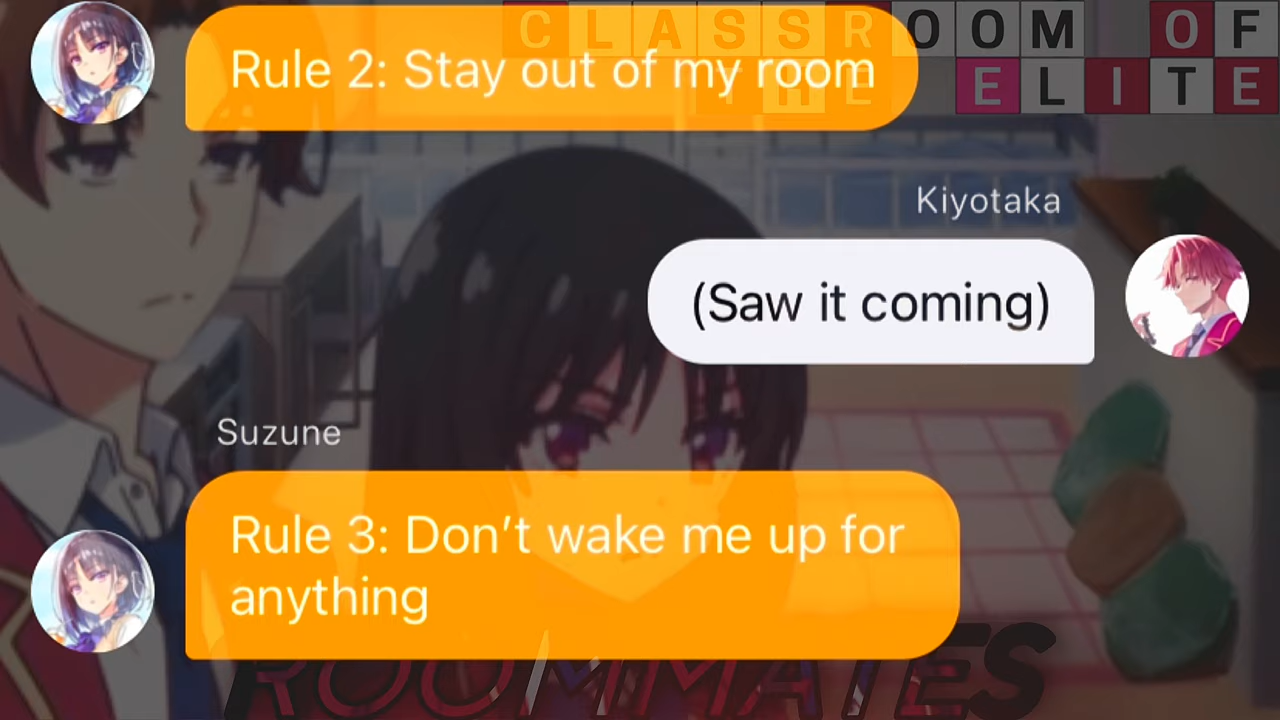 CLASSROOM OF
THE ELITE
Rule 2: Stay out of my room
Kiyotaka
(Saw it coming)
Suzune
Rule 3: Don’t wake me up for
anything
ROOMMATES